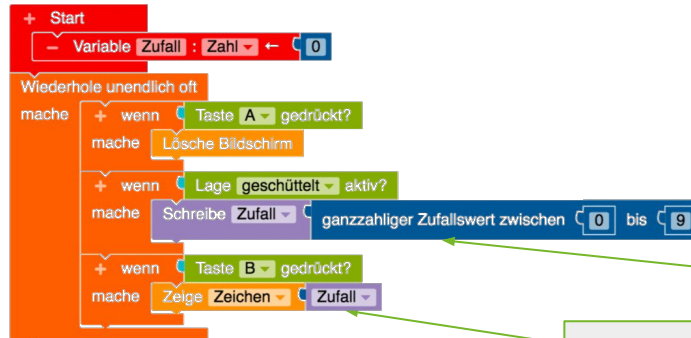 + Start
– Variable Zufall : Zahl ← 0
Wiederhole unendlich oft
mache + wenn Taste A gedrückt?
mache Lösche Bildschirm
+ wenn Lage geschüttelt aktiv?
mache Schreibe Zufall ganzzahliger Zufallswert zwischen 0 bis 9
+ wenn Taste B gedrückt?
mache Zeige Zeichen Zufall